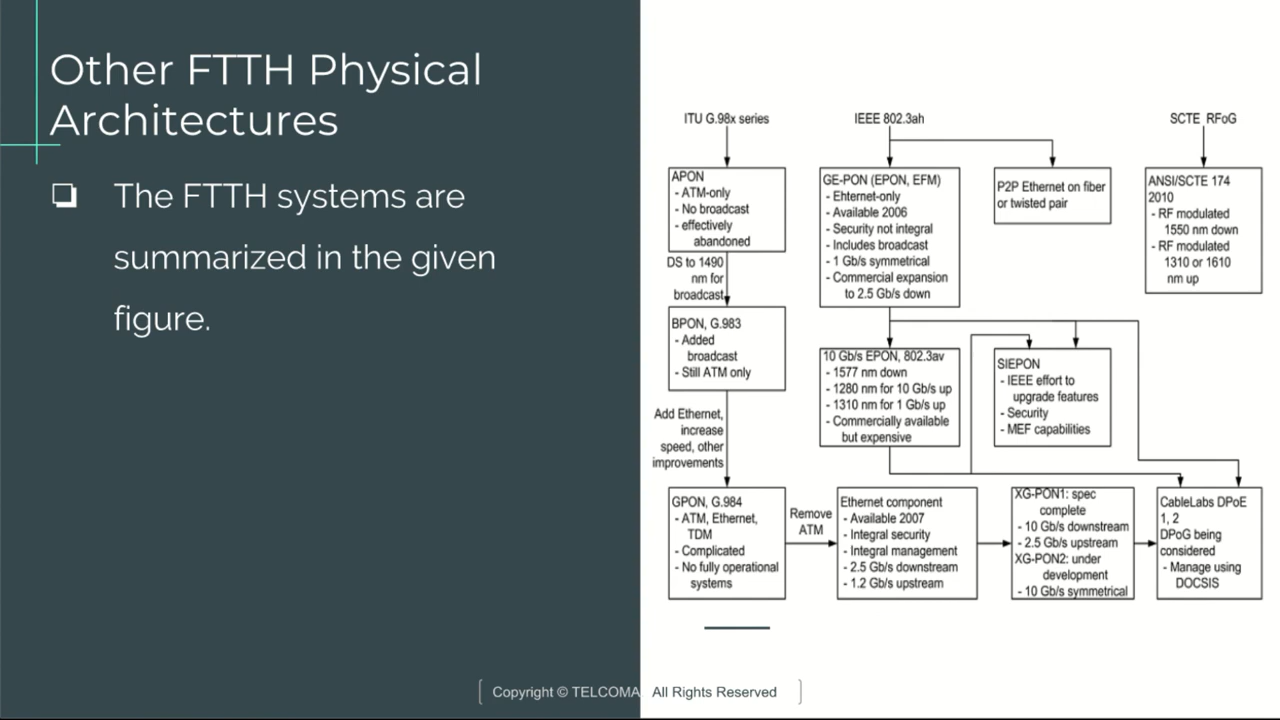 Other FTTH Physical
Architectures
❏ The FTTH systems are
summarized in the given
figure.
ITU G.98x series
IEEE 802.3ah
SCTE RFoG
APON
- ATM-only
- No broadcast
- effectively
abandoned
GE-PON (EPON, EFM)
- Ehternet-only
- Available 2006
- Security not integral
- Includes broadcast
- 1 Gb/s symmetrical
- Commercial expansion
to 2.5 Gb/s down
P2P Ethernet on fiber
or twisted pair
ANSI/SCTE 174
2010
- RF modulated
1550 nm down
- RF modulated
1310 or 1610
nm up
DS to 1490
nm for
broadcast
BPON, G.983
- Added
broadcast
- Still ATM only
10 Gb/s EPON, 802.3av
- 1577 nm down
- 1280 nm for 10 Gb/s up
- 1310 nm for 1 Gb/s up
- Commercially available
but expensive
SIEPON
- IEEE effort to
upgrade features
- Security
- MEF capabilities
Add Ethernet,
increase
speed, other
improvements
GPON, G.984
- ATM, Ethernet,
TDM
- Complicated
- No fully operational
systems
Remove
ATM
Ethernet component
- Available 2007
- Integral security
- Integral management
- 2.5 Gb/s downstream
- 1.2 Gb/s upstream
XG-PON1: spec
complete
- 10 Gb/s downstream
- 2.5 Gb/s upstream
XG-PON2: under
development
- 10 Gb/s symmetrical
CableLabs DPoE
1, 2
DPoG being
considered
- Manage using
DOCSIS
Copyright © TELCOMA. All Rights Reserved